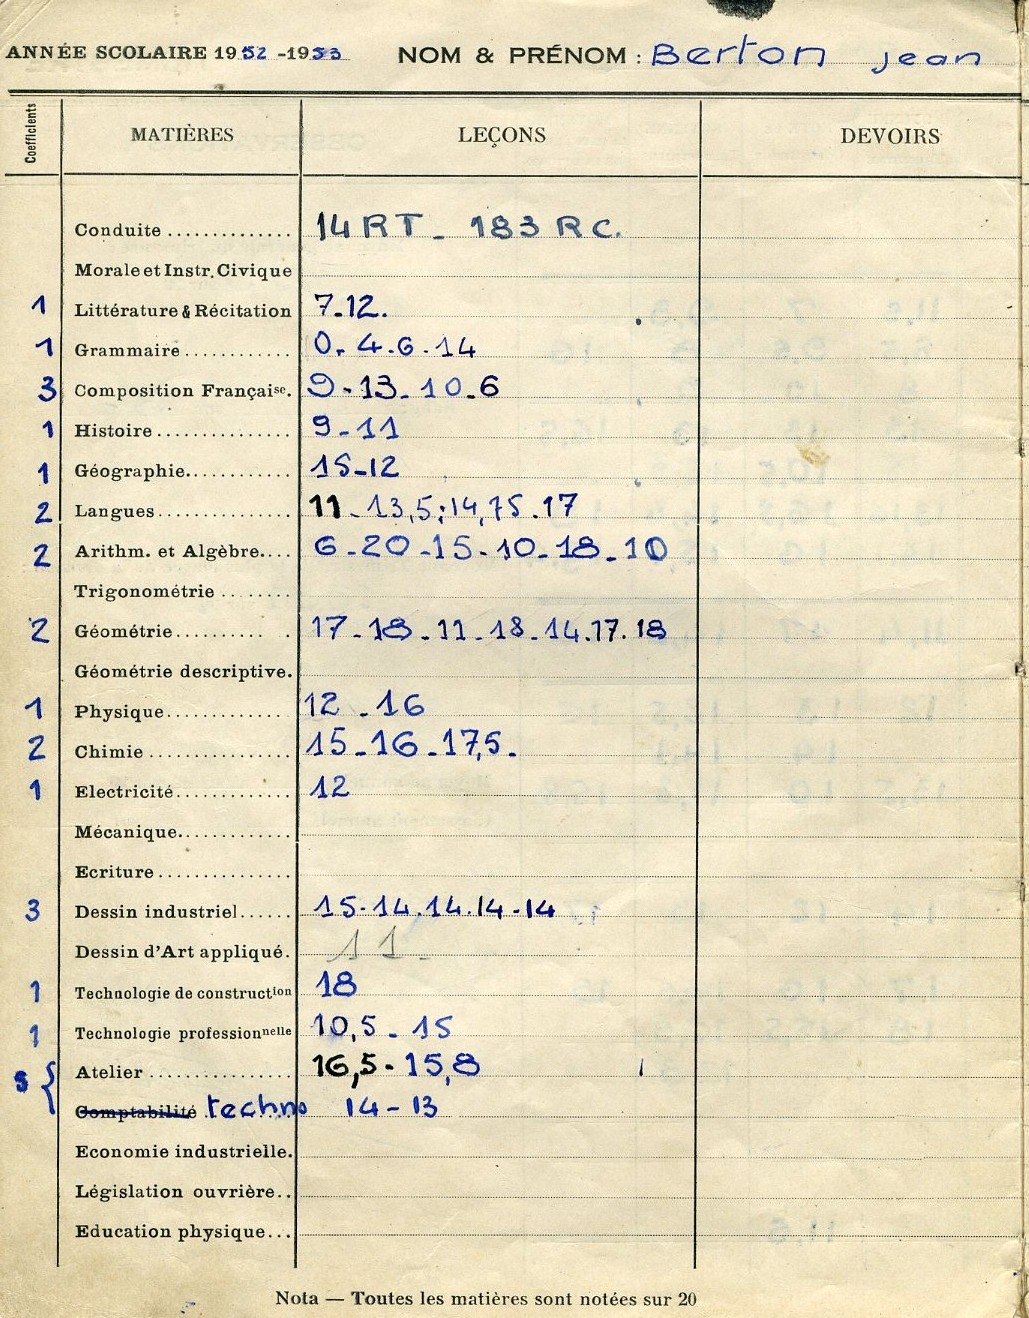 ANNÉE SCOLAIRE 1952-1953 NOM & PRÉNOM : Berton jean
Coefficients MATIÈRES LEÇONS DEVOIRS
Conduite ............. 14 RT - 183 RC.
Morale et Instr. Civique
1 Littérature & Récitation 7-12.
1 Grammaire ............ 0. 4.6.14
3 Composition Française. 9-13-10-6
1 Histoire ............... 9-11
1 Géographie........... 15-12
2 Langues .............. 11-13,5;14,75.17
2 Arithm. et Algèbre.... 6-20-15-10-18-10
Trigonométrie ........
2 Géométrie .......... . 17-18-11-18-14.17.18
Géométrie descriptive.
1 Physique.............. 12-16
2 Chimie ............... 15-16-17,5.
1 Electricité............. 12
Mécanique.............
Ecriture ...............
3 Dessin industriel...... 15-14.14.14-14
Dessin d'Art appliqué. 11.
1 Technologie de construction 18
1 Technologie professionnelle 10,5-15
5 { Atelier ................ 16,5-15,8
Comptabilité techno 14-13
Economie industrielle.
Législation ouvrière..
Education physique...
Nota — Toutes les matières sont notées sur 20